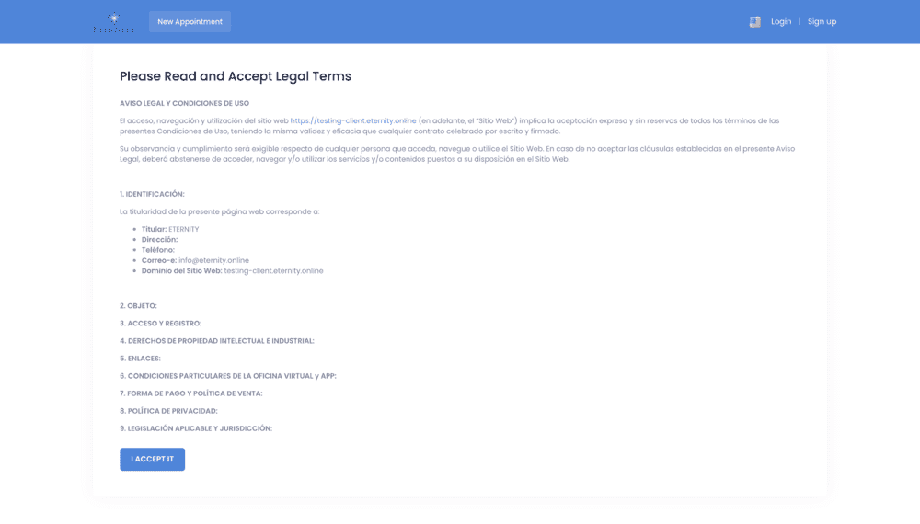 New Appointment
Login | Sign up
Please Read and Accept Legal Terms
AVISO LEGAL Y CONDICIONES DE USO
El acceso, navegación y utilización del sitio web https://testing-client.eternity.online (en adelante, el "Sitio Web") implica la aceptación expresa y sin reservas de todos los términos de las
presentes Condiciones de Uso, teniendo la misma validez y eficacia que cualquier contrato celebrado por escrito y firmado.
Su observancia y cumplimiento será exigible respecto de cualquier persona que acceda, navegue o utilice el Sitio Web. En caso de no aceptar las cláusulas establecidas en el presente Aviso
Legal, deberá abstenerse de acceder, navegar y/o utilizar los servicios y/o contenidos puestos a su disposición en el Sitio Web.
1. IDENTIFICACIÓN:
La titularidad de la presente página web corresponde a:
• Titular: ETERNITY
• Dirección:
• Teléfono:
• Correo-e: info@eternity.online
• Dominio del Sitio Web: testing-client.eternity.online
2. OBJETO:
3. ACCESO Y REGISTRO:
4. DERECHOS DE PROPIEDAD INTELECTUAL E INDUSTRIAL:
5. ENLACES:
6. CONDICIONES PARTICULARES DE LA OFICINA VIRTUAL y APP:
7. FORMA DE PAGO Y POLÍTICA DE VENTA:
8. POLÍTICA DE PRIVACIDAD:
9. LEGISLACIÓN APLICABLE Y JURISDICCIÓN:
I ACCEPT IT